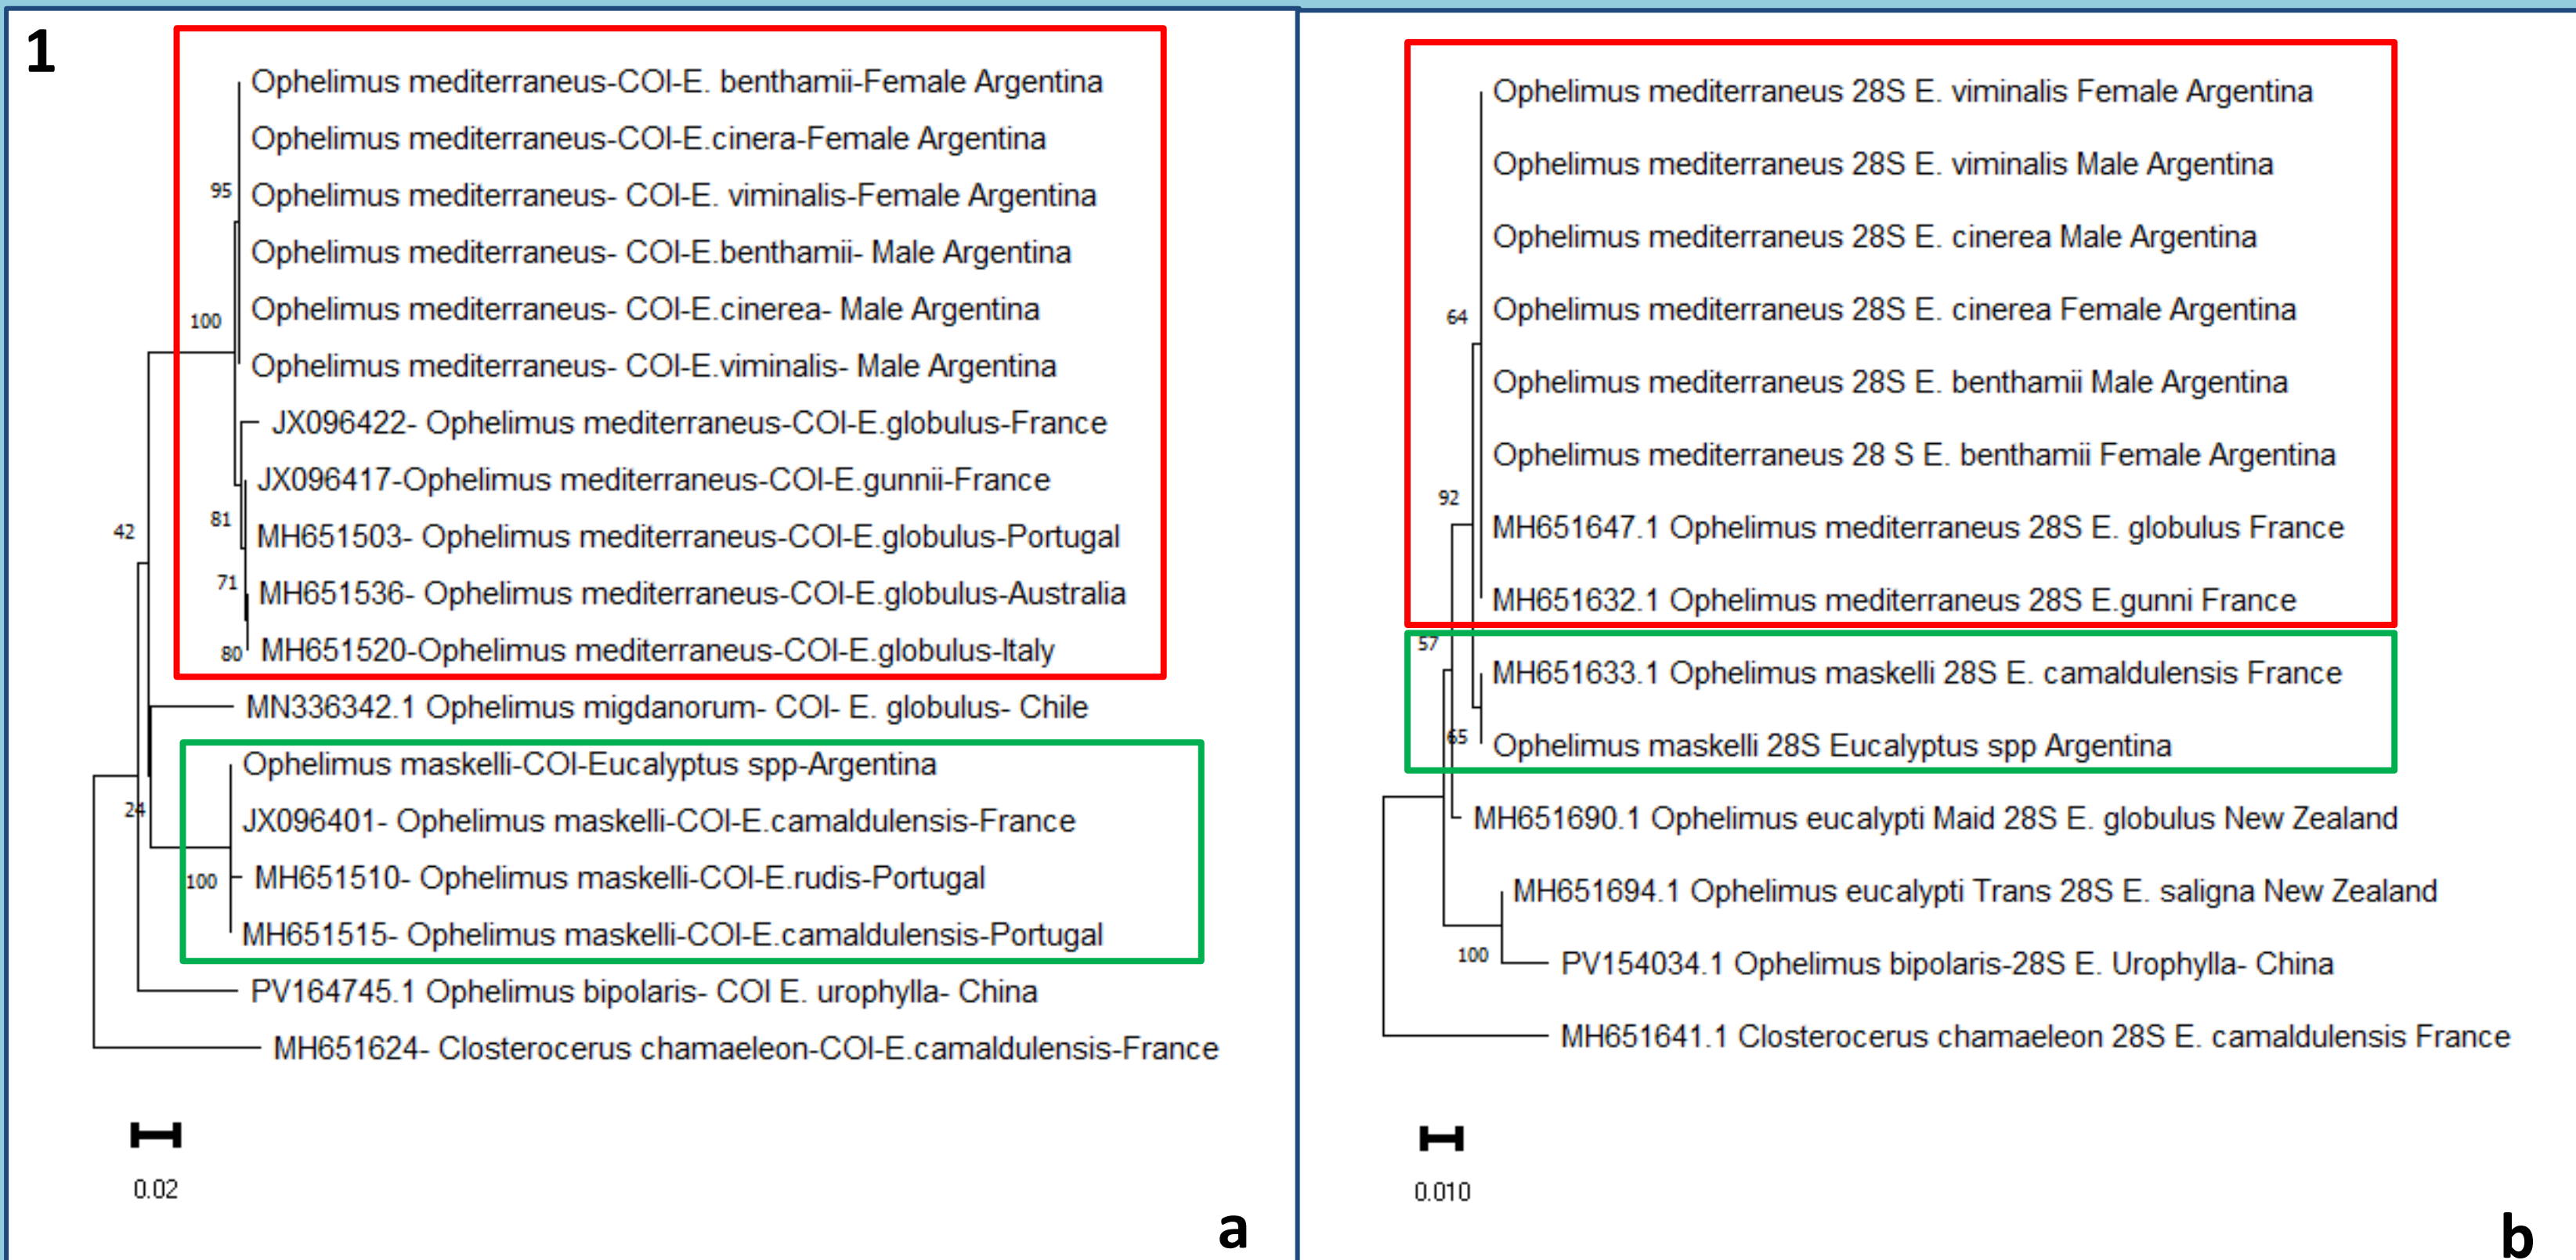 1
Ophelimus mediterraneus-COI-E. benthamii-Female Argentina
Ophelimus mediterraneus-COI-E.cinera-Female Argentina
95
Ophelimus mediterraneus- COI-E. viminalis-Female Argentina
Ophelimus mediterraneus- COI-E.benthamii- Male Argentina
100
Ophelimus mediterraneus- COI-E.cinerea- Male Argentina
Ophelimus mediterraneus- COI-E.viminalis- Male Argentina
JX096422- Ophelimus mediterraneus-COI-E.globulus-France
JX096417-Ophelimus mediterraneus-COI-E.gunnii-France
81
42
MH651503- Ophelimus mediterraneus-COI-E.globulus-Portugal
71
MH651536- Ophelimus mediterraneus-COI-E.globulus-Australia
80
MH651520-Ophelimus mediterraneus-COI-E.globulus-Italy
MN336342.1 Ophelimus migdanorum- COI- E. globulus- Chile
Ophelimus maskelli-COI-Eucalyptus spp-Argentina
24
JX096401- Ophelimus maskelli-COI-E.camaldulensis-France
100
MH651510- Ophelimus maskelli-COI-E.rudis-Portugal
MH651515- Ophelimus maskelli-COI-E.camaldulensis-Portugal
PV164745.1 Ophelimus bipolaris- COI E. urophylla- China
MH651624- Closterocerus chamaeleon-COI-E.camaldulensis-France
0.02
a
Ophelimus mediterraneus 28S E. viminalis Female Argentina
Ophelimus mediterraneus 28S E. viminalis Male Argentina
Ophelimus mediterraneus 28S E. cinerea Male Argentina
64
Ophelimus mediterraneus 28S E. cinerea Female Argentina
Ophelimus mediterraneus 28S E. benthamii Male Argentina
Ophelimus mediterraneus 28 S E. benthamii Female Argentina
92
MH651647.1 Ophelimus mediterraneus 28S E. globulus France
MH651632.1 Ophelimus mediterraneus 28S E.gunni France
57
MH651633.1 Ophelimus maskelli 28S E. camaldulensis France
65
Ophelimus maskelli 28S Eucalyptus spp Argentina
MH651690.1 Ophelimus eucalypti Maid 28S E. globulus New Zealand
MH651694.1 Ophelimus eucalypti Trans 28S E. saligna New Zealand
100
PV154034.1 Ophelimus bipolaris-28S E. Urophylla- China
MH651641.1 Closterocerus chamaeleon 28S E. camaldulensis France
0.010
b